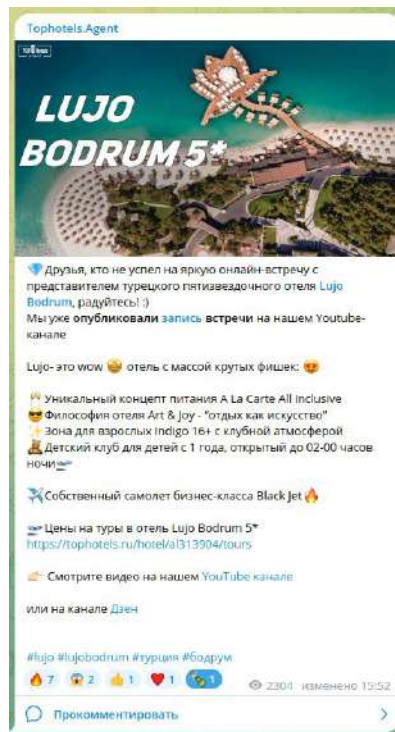 Tophotels.Agent
LUJO
BODRUM 5*
Друзья, кто не успел на яркую онлайн-встречу с
представителем турецкого пятизвездочного отеля Lujo
Bodrum, радуйтесь! :)
Мы уже опубликовали запись встречи на нашем Youtube-
канале
Lujo- это wow отель с массой крутых фишек:
Уникальный концепт питания A La Carte All Inclusive
Философия отеля Art & Joy - "отдых как искусство"
Зона для взрослых Indigo 16+ с клубной атмосферой
Детский клуб для детей с 1 года, открытый до 02-00 часов
ночи
Собственный самолет бизнес-класса Black Jet
Цены на туры в отель Lujo Bodrum 5*
https://tophotels.ru/hotel/al313904/tours
Смотрите видео на нашем YouTube канале
или на канале Дзен
#lujo #lujobodrum #турция #бодрум
7 2 1 1 1 2304 изменено 15:52
Прокомментировать